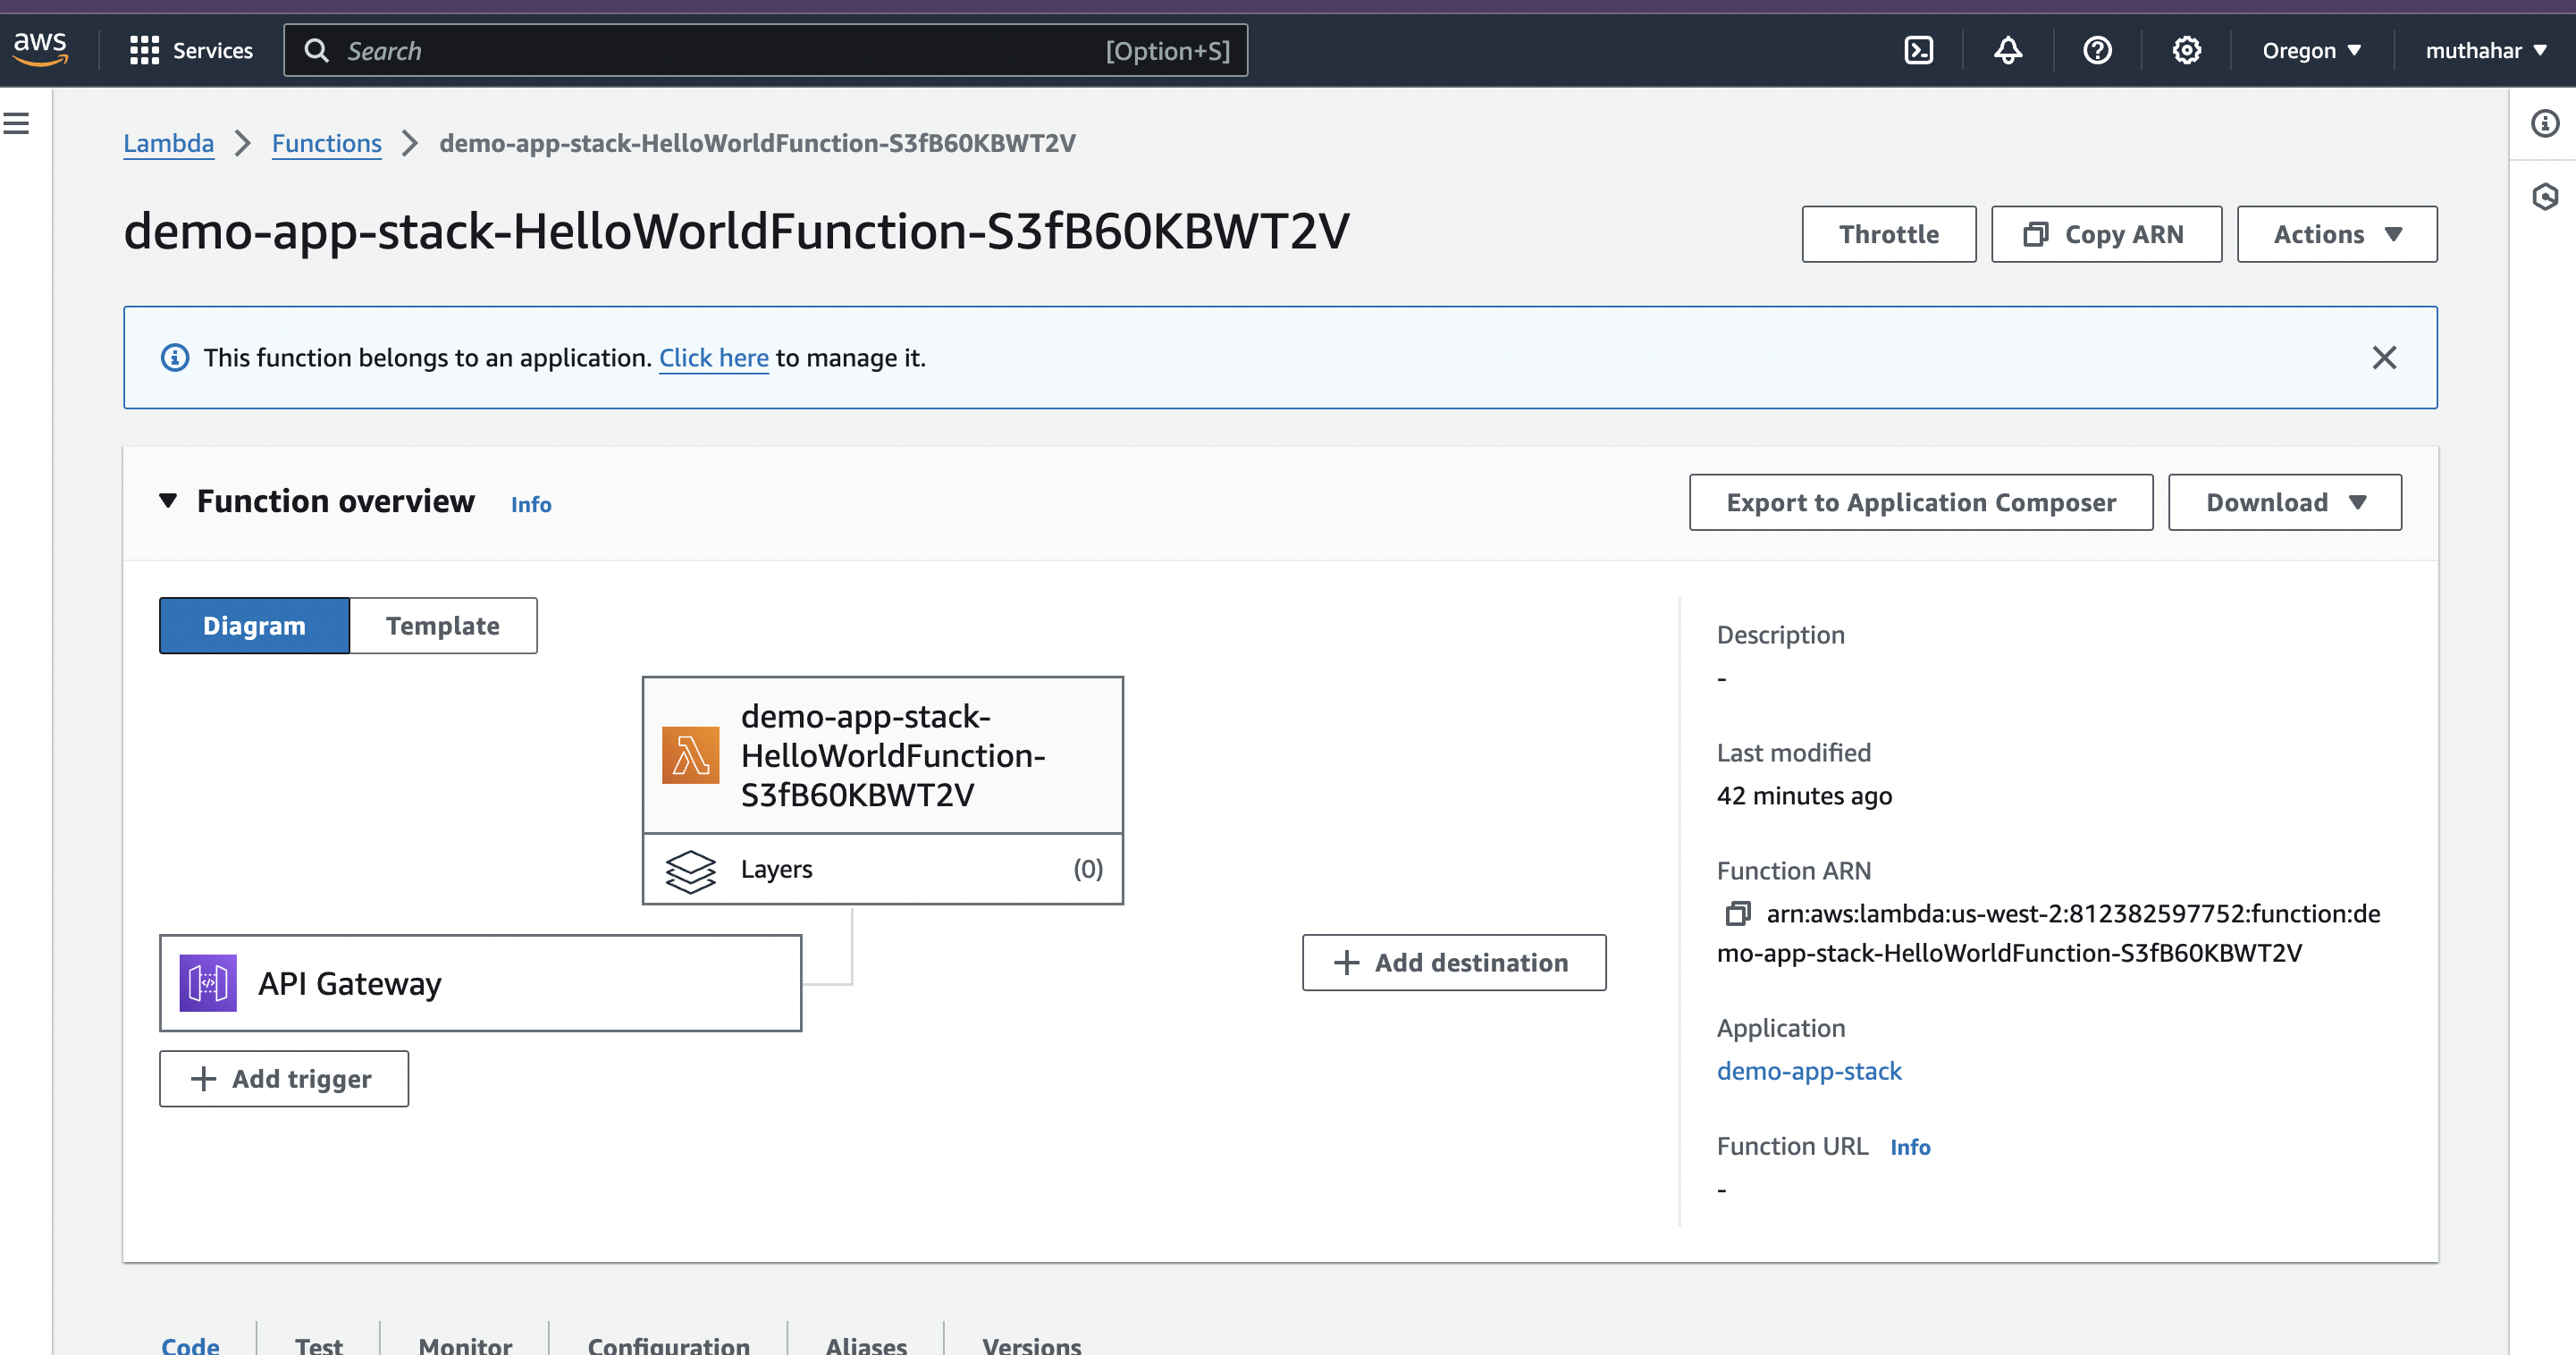 aws Services Search [Option+S] Oregon muthahar
Lambda Functions demo-app-stack-HelloWorldFunction-S3fB60KBWT2V
demo-app-stack-HelloWorldFunction-S3fB60KBWT2V
Throttle Copy ARN Actions
This function belongs to an application. Click here to manage it.
Function overview Info
Export to Application Composer Download
Diagram Template
demo-app-stack-
HelloWorldFunction-
S3fB60KBWT2V
Layers (0)
API Gateway
Add trigger
Add destination
Description
-
Last modified
42 minutes ago
Function ARN
arn:aws:lambda:us-west-2:812382597752:function:de
mo-app-stack-HelloWorldFunction-S3fB60KBWT2V
Application
demo-app-stack
Function URL Info
-
Code Test Monitor Configuration Aliases Versions